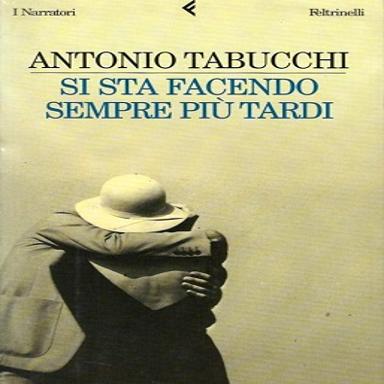 I Narratori
Feltrinelli
ANTONIO TABUCCHI
SI STA FACENDO
SEMPRE PIÙ TARDI